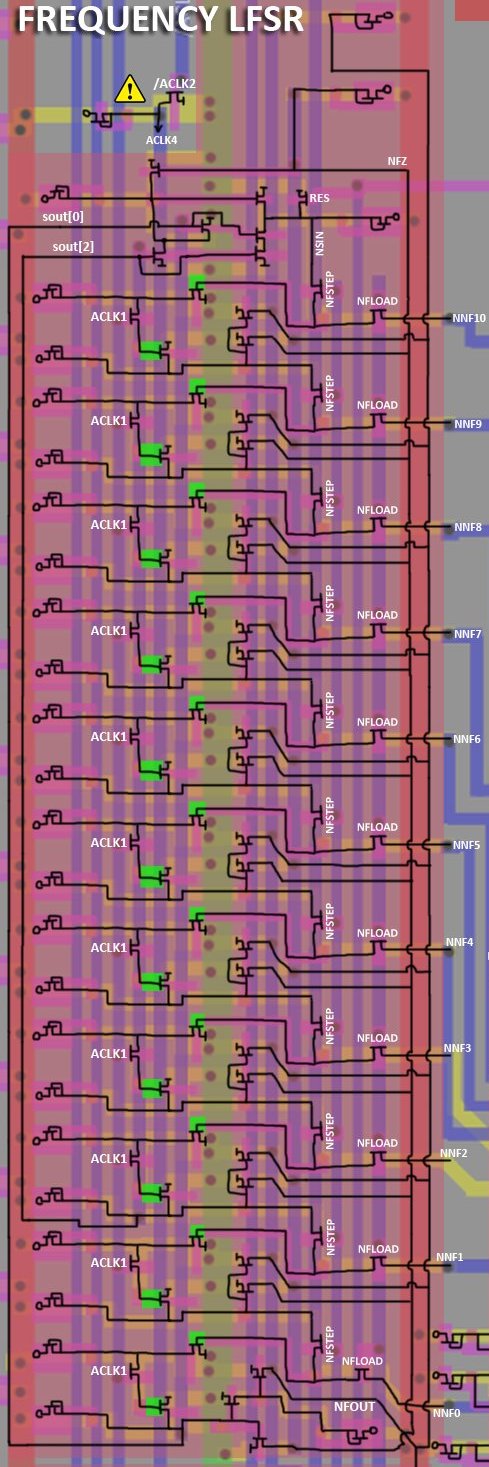 FREQUENCY LFSR
/ACLK2
!
ACLK4
NFZ
RES
sout[0]
sout[2]
NSIN
NFSTEP
ACLK1
NFLOAD
NNF10
NFSTEP
ACLK1
NFLOAD
NNF9
NFSTEP
ACLK1
NFLOAD
NNF8
NFSTEP
ACLK1
NFLOAD
NNF7
NFSTEP
ACLK1
NFLOAD
NNF6
NFSTEP
ACLK1
NFLOAD
NNF5
NFSTEP
ACLK1
NFLOAD
NNF4
NFSTEP
ACLK1
NFLOAD
NNF3
NFSTEP
ACLK1
NFLOAD
NNF2
NFSTEP
ACLK1
NFLOAD
NNF1
NFSTEP
ACLK1
NFLOAD
NFOUT
NNF0